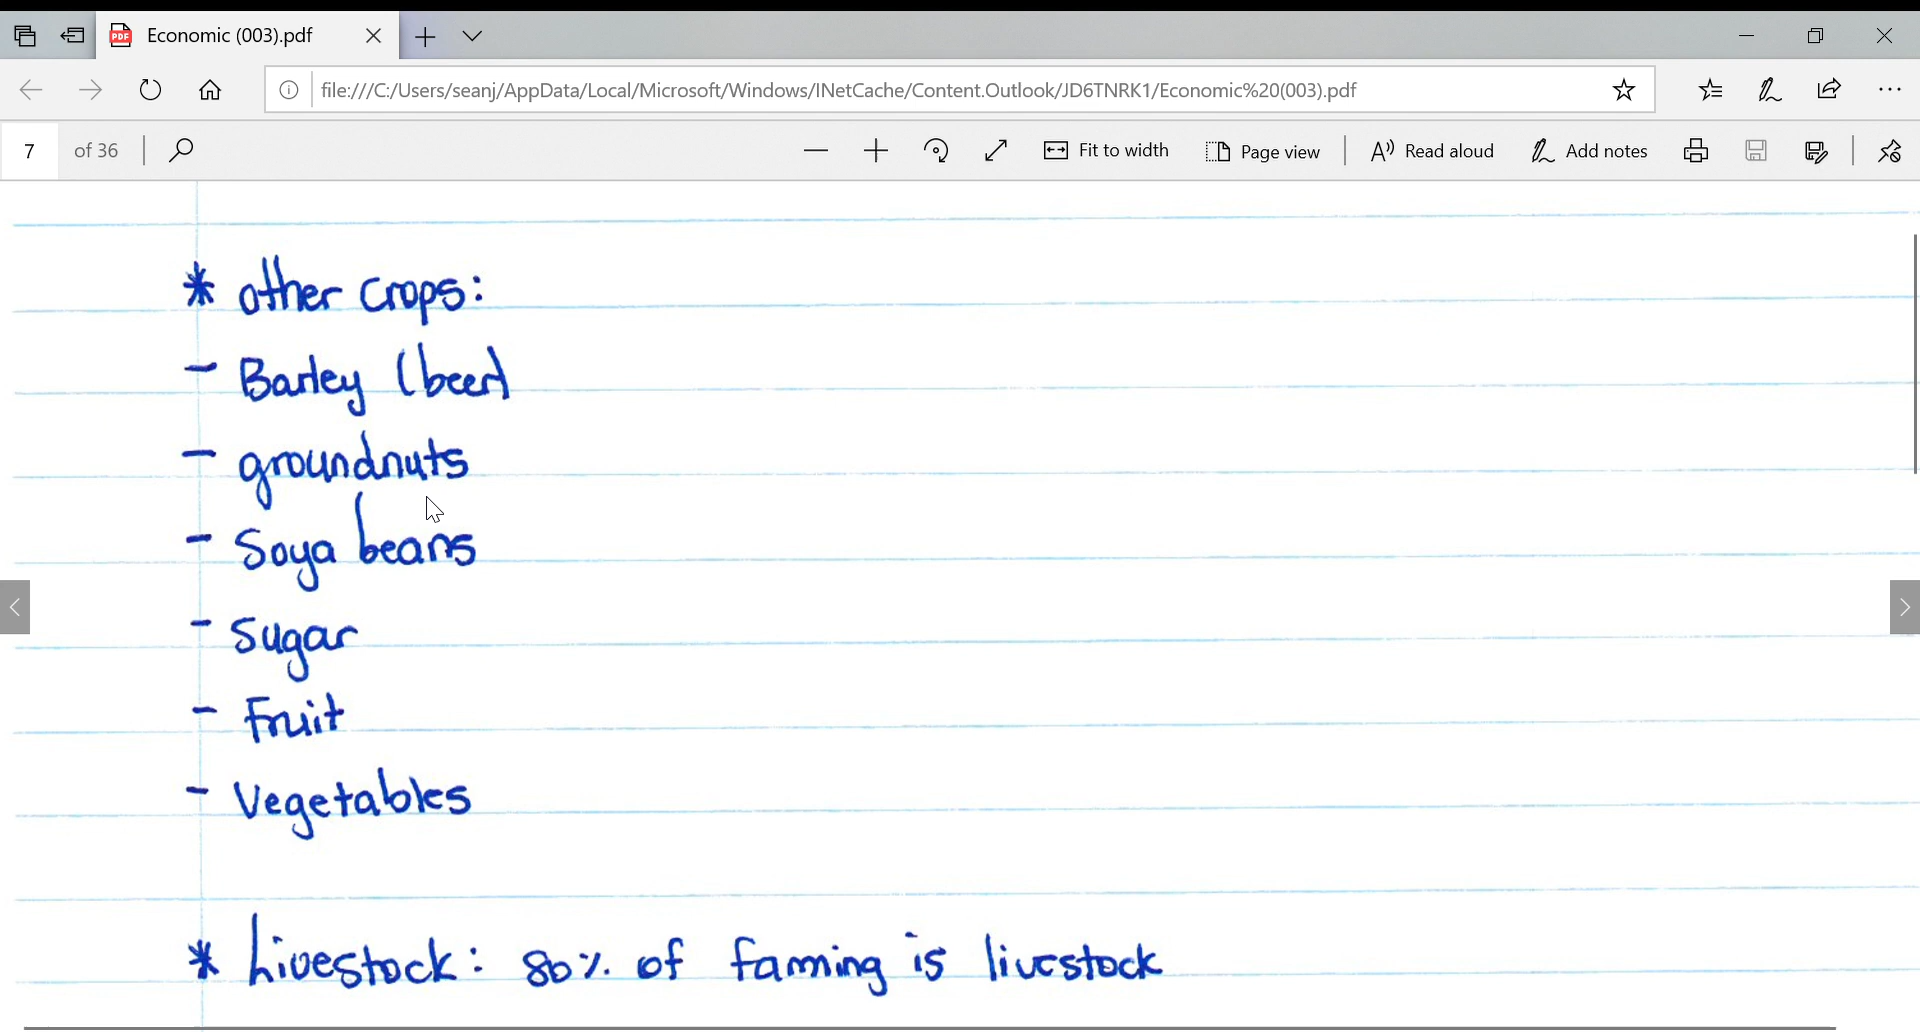 Economic (003).pdf
file:///C:/Users/seanj/AppData/Local/Microsoft/Windows/INetCache/Content.Outlook/JD6TNRK1/Economic%20(003).pdf
7 of 36 Fit to width Page view Read aloud Add notes
* other crops:
- Barley (beer)
- groundnuts
- Soya beans
- Sugar
- Fruit
- Vegetables
* Livestock: 80% of farming is livestock